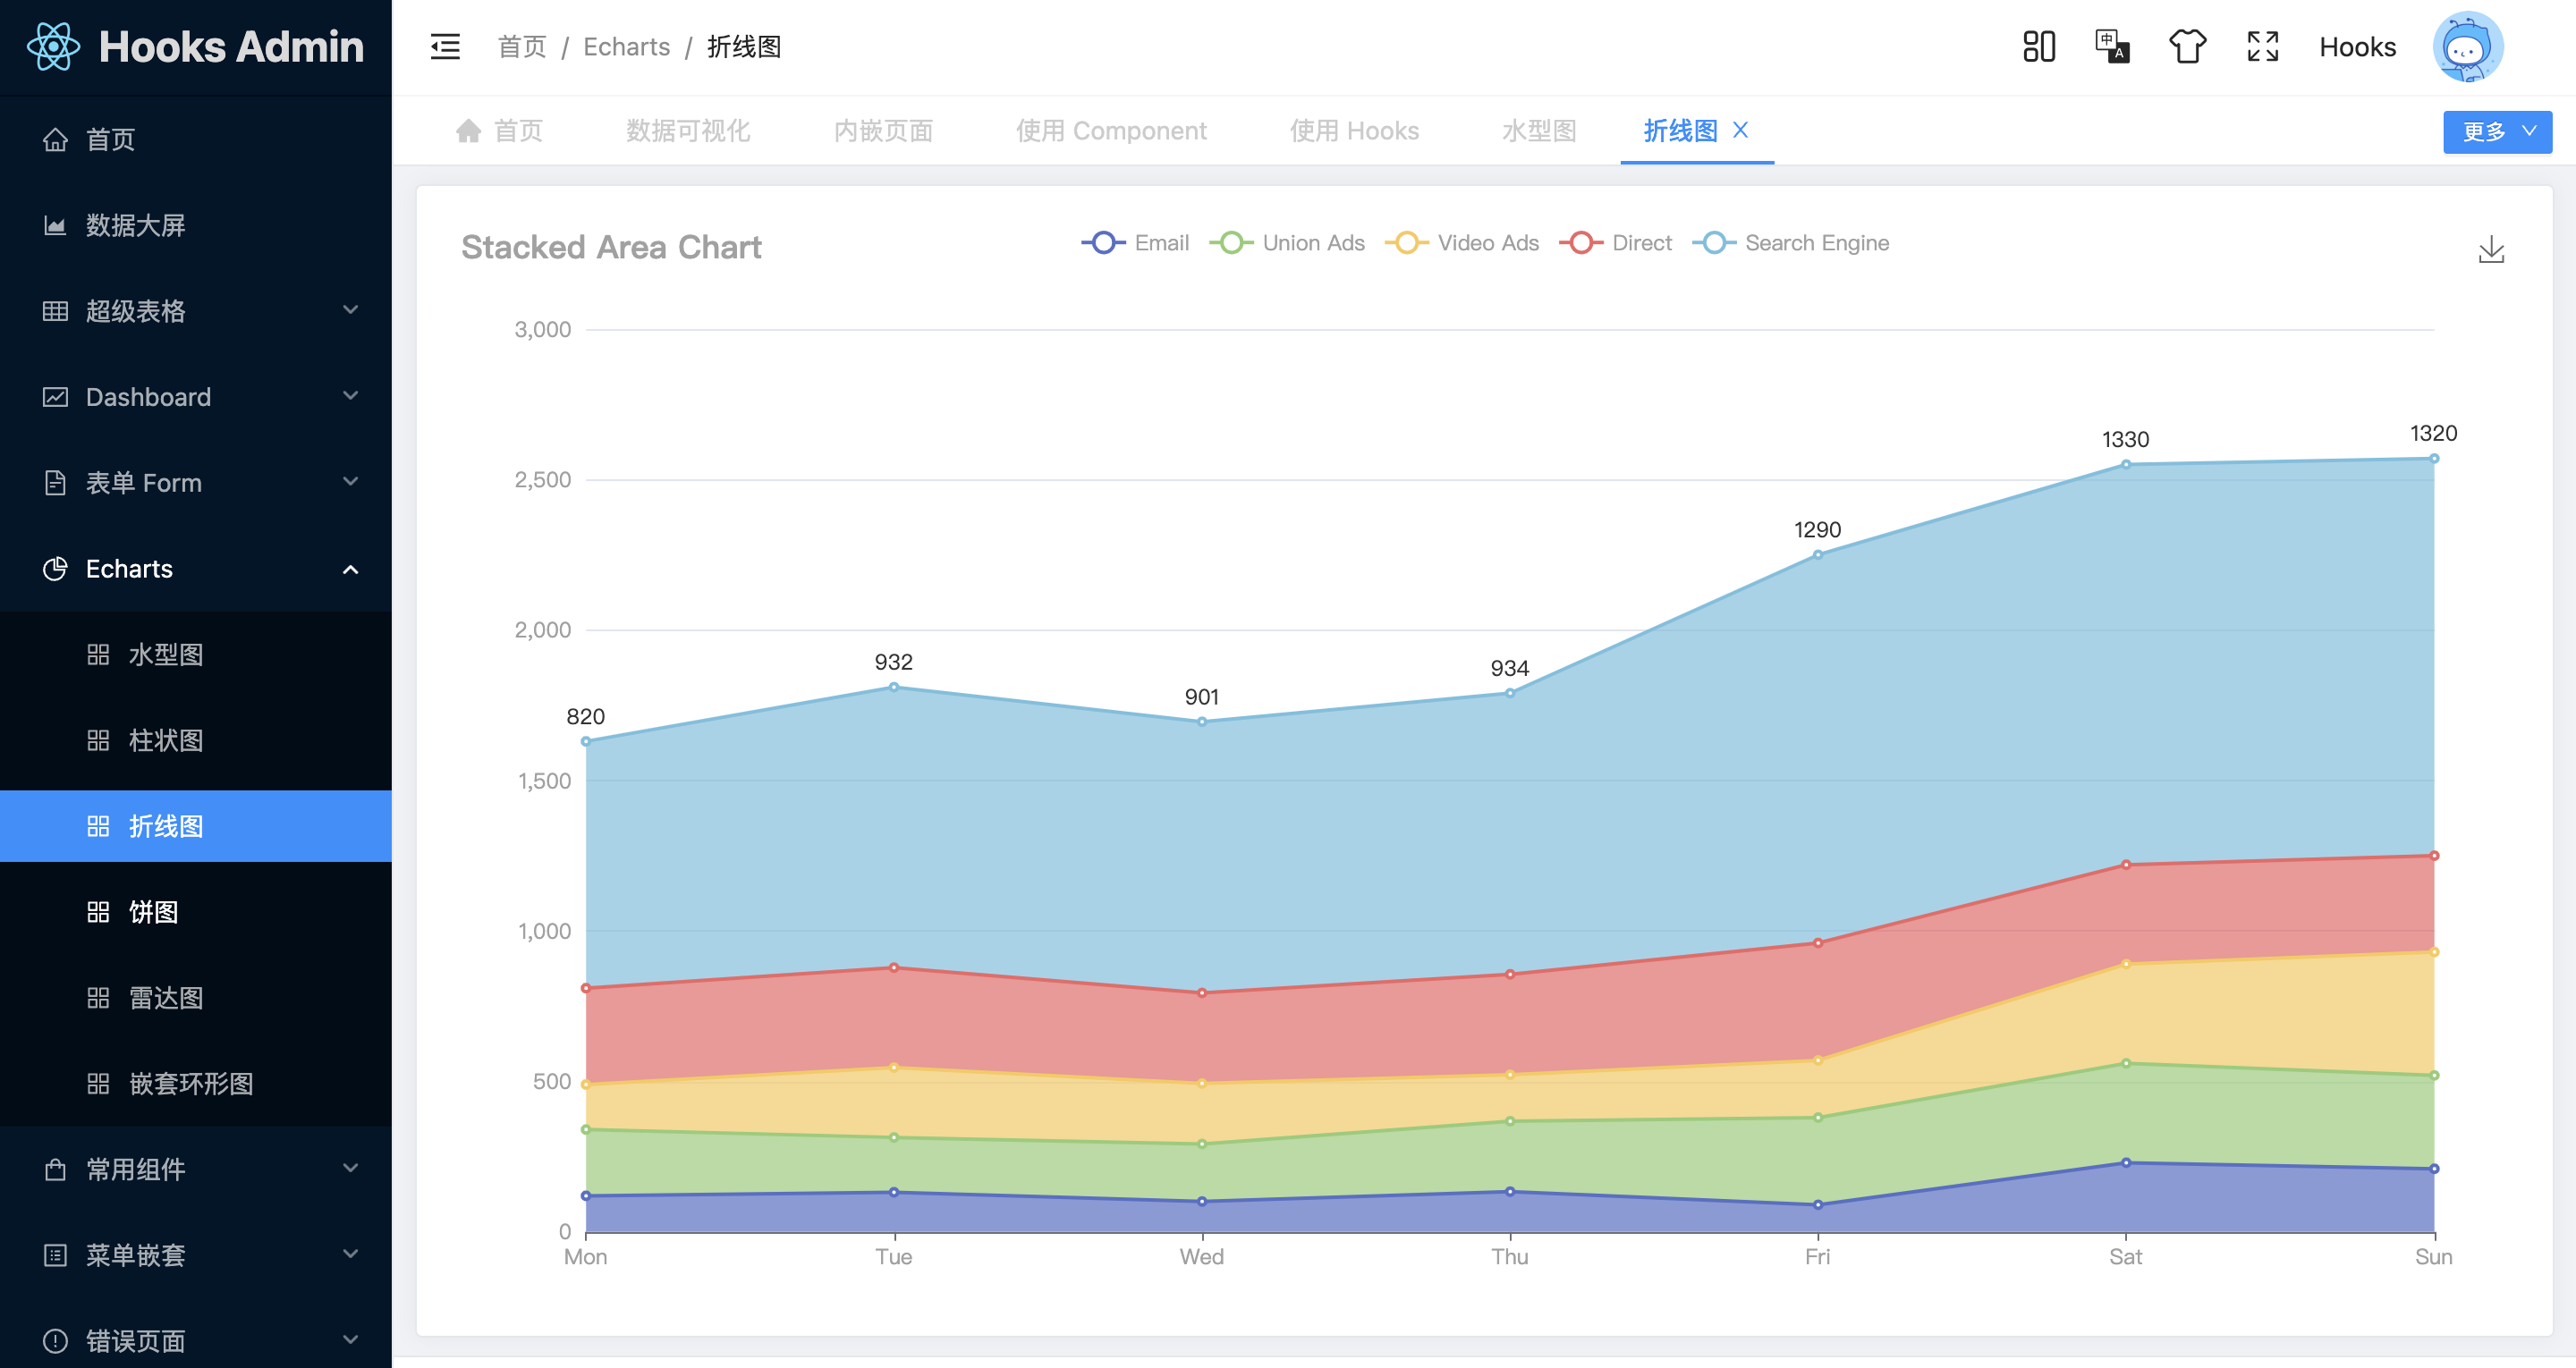 Hooks Admin
首页
数据大屏
超级表格
Dashboard
表单 Form
Echarts
水型图
柱状图
折线图
饼图
雷达图
嵌套环形图
常用组件
菜单嵌套
错误页面
首页 / Echarts / 折线图
中 A
Hooks
首页 数据可视化 内嵌页面 使用 Component 使用 Hooks 水型图 折线图
更多
Stacked Area Chart
Email Union Ads Video Ads Direct Search Engine
3,000
2,500
2,000
1,500
1,000
500
0
820 932 901 934 1290 1330 1320
Mon Tue Wed Thu Fri Sat Sun